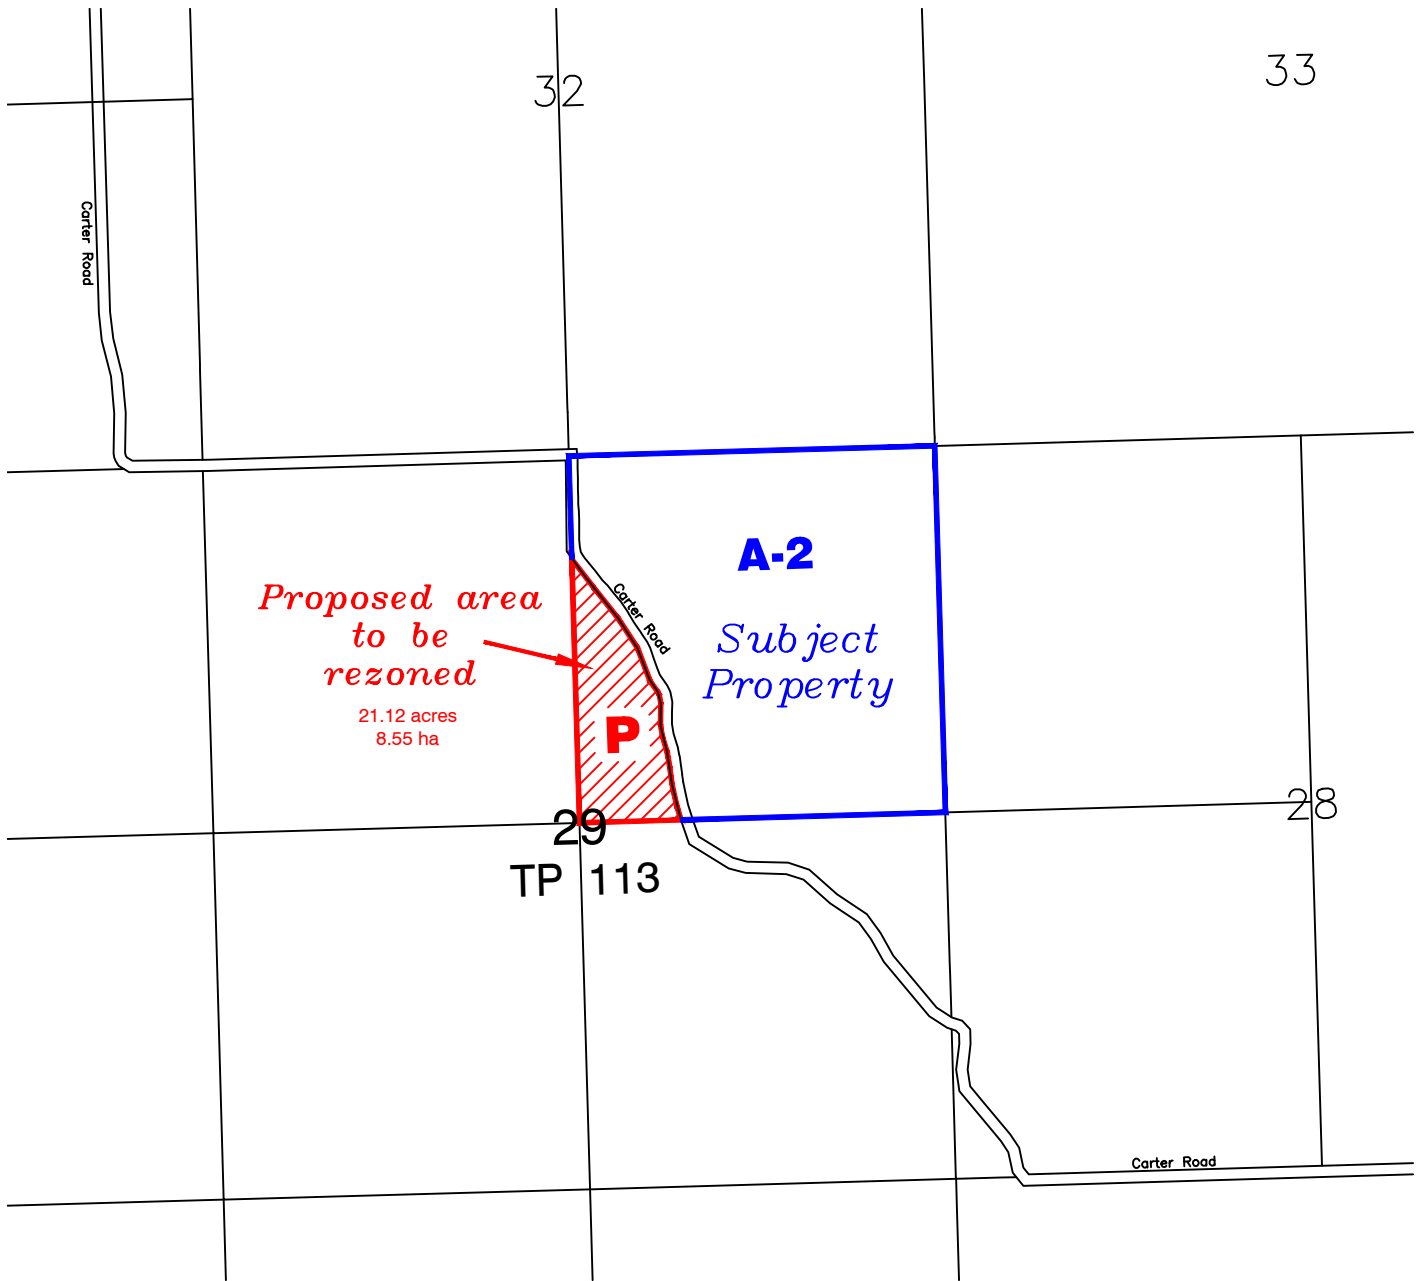 33
32
Carter Road
A-2
Proposed area
to be
rezoned
Carter Road
Subject
Property
21.12 acres
8.55 ha
P
28
29
TP 113
Carter Road